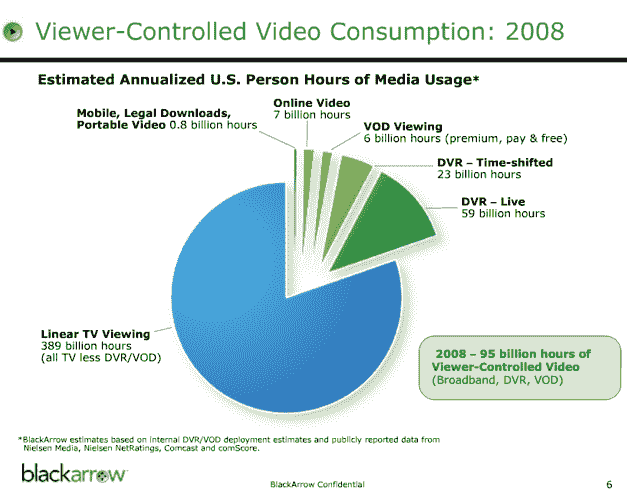 Viewer-Controlled Video Consumption: 2008
Estimated Annualized U.S. Person Hours of Media Usage*
Mobile, Legal Downloads,
Portable Video 0.8 billion hours
Online Video
7 billion hours
VOD Viewing
6 billion hours (premium, pay & free)
DVR – Time-shifted
23 billion hours
DVR – Live
59 billion hours
Linear TV Viewing
389 billion hours
(all TV less DVR/VOD)
2008 – 95 billion hours of
Viewer-Controlled Video
(Broadband, DVR, VOD)
*BlackArrow estimates based on internal DVR/VOD deployment estimates and publicly reported data from
Nielsen Media, Nielsen NetRatings, Comcast and comScore.
blackarrow
BlackArrow Confidential
6